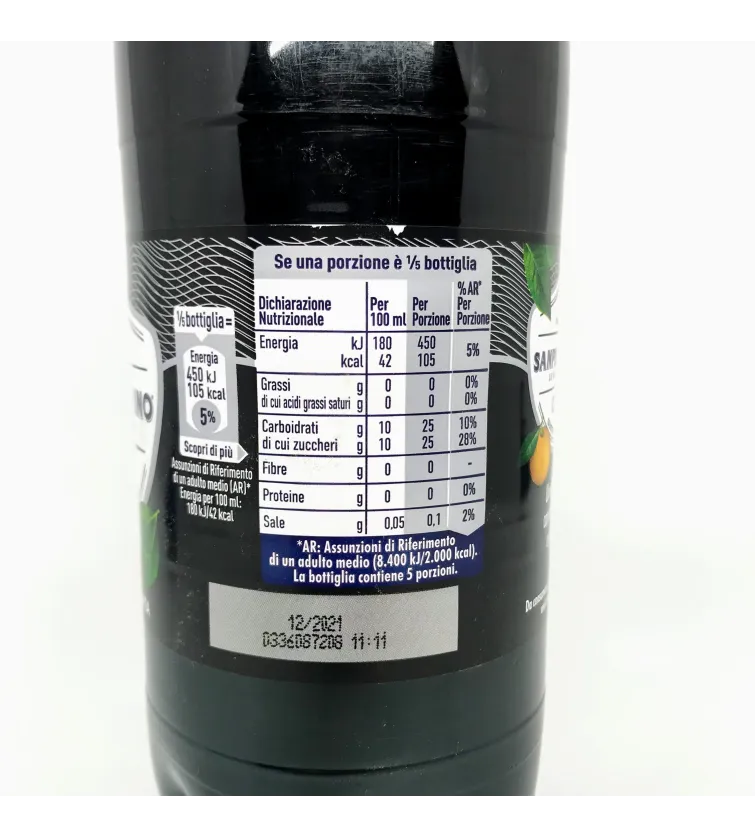 Se una porzione è ⅕ bottiglia
Dichiarazione Nutrizionale Per 100 ml Per Porzione % AR* Per Porzione
Energia kJ 180 450 5%
kcal 42 105
Grassi g 0 0 0%
di cui acidi grassi saturi g 0 0 0%
Carboidrati g 10 25 10%
di cui zuccheri g 10 25 28%
Fibre g 0 0 -
Proteine g 0 0 0%
Sale g 0,05 0,1 2%
*AR: Assunzioni di Riferimento
di un adulto medio (8.400 kJ/2.000 kcal).
La bottiglia contiene 5 porzioni.
⅕ bottiglia =
Energia
450 kJ
105 kcal
5%
Scopri di più
Assunzioni di Riferimento
di un adulto medio (AR)*
Energia per 100 ml:
180 kJ/42 kcal
12/2021
0336087208 11:11